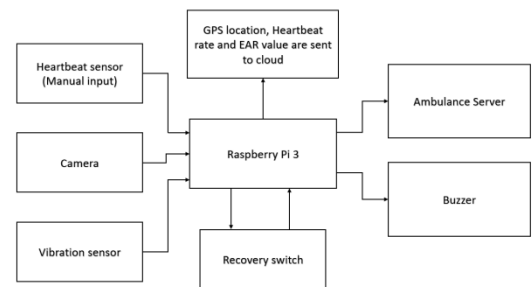 GPS location, Heartbeat
rate and EAR value are sent
to cloud
Heartbeat sensor
(Manual input)
Ambulance Server
Raspberry Pi 3
Camera
Buzzer
Vibration sensor
Recovery switch